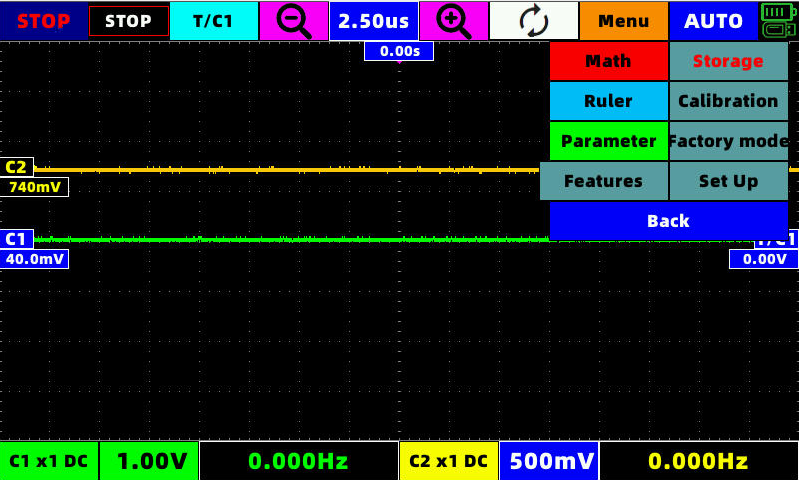 STOP STOP T/C1 2.50us Menu AUTO
0.00s
Math Storage
Ruler Calibration
C2 Parameter Factory mode
740mV Features Set Up
Back
C1 T/C1
40.0mV 0.00V
C1 x1 DC 1.00V 0.000Hz C2 x1 DC 500mV 0.000Hz